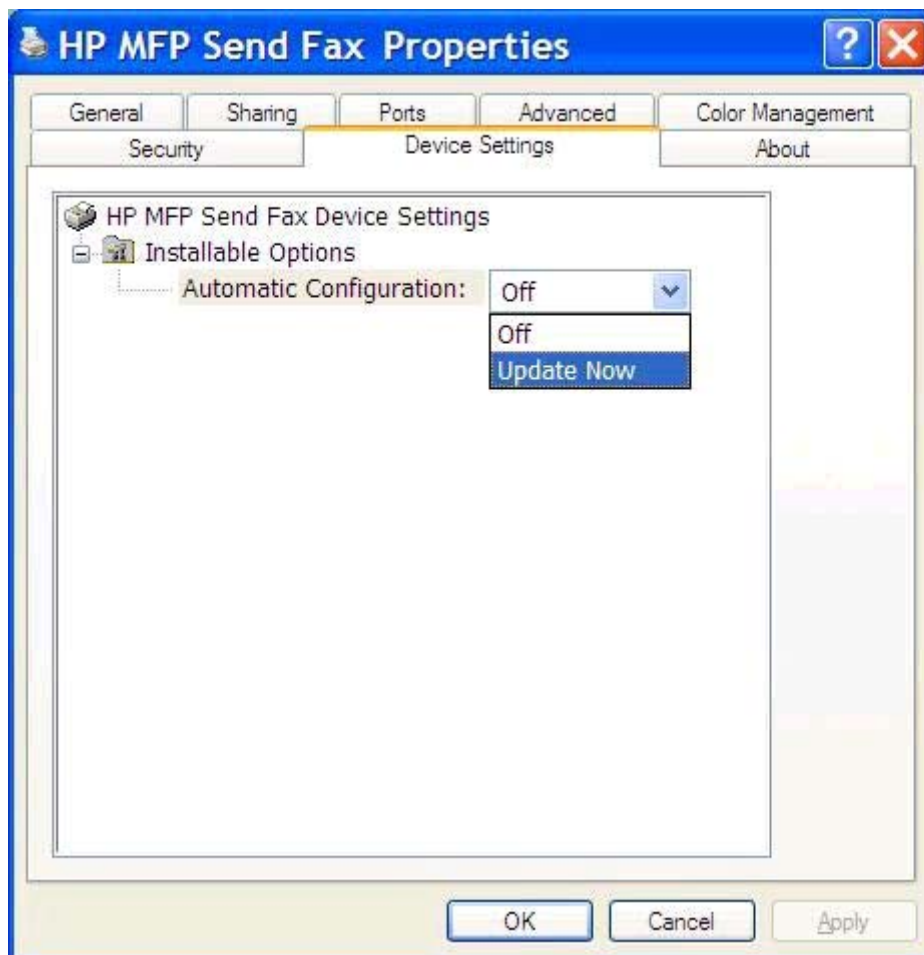 HP MFP Send Fax Properties ?
General Sharing Ports Advanced Color Management
Security Device Settings About
HP MFP Send Fax Device Settings
Installable Options
Automatic Configuration: Off
Off
Update Now
OK Cancel Apply